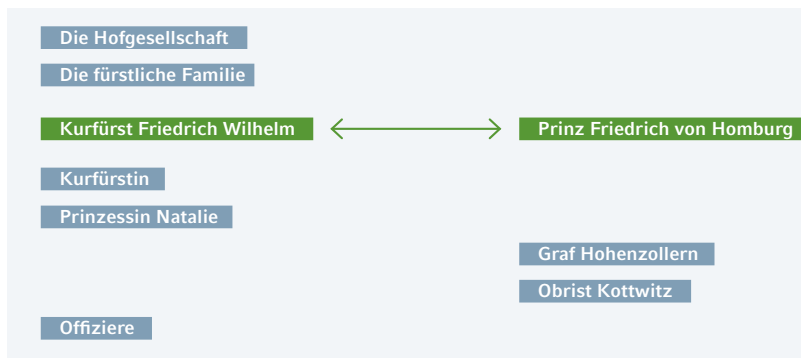 Die Hofgesellschaft
Die fürstliche Familie
Kurfürst Friedrich Wilhelm
Prinz Friedrich von Homburg
Kurfürstin
Prinzessin Natalie
Graf Hohenzollern
Obrist Kottwitz
Offiziere